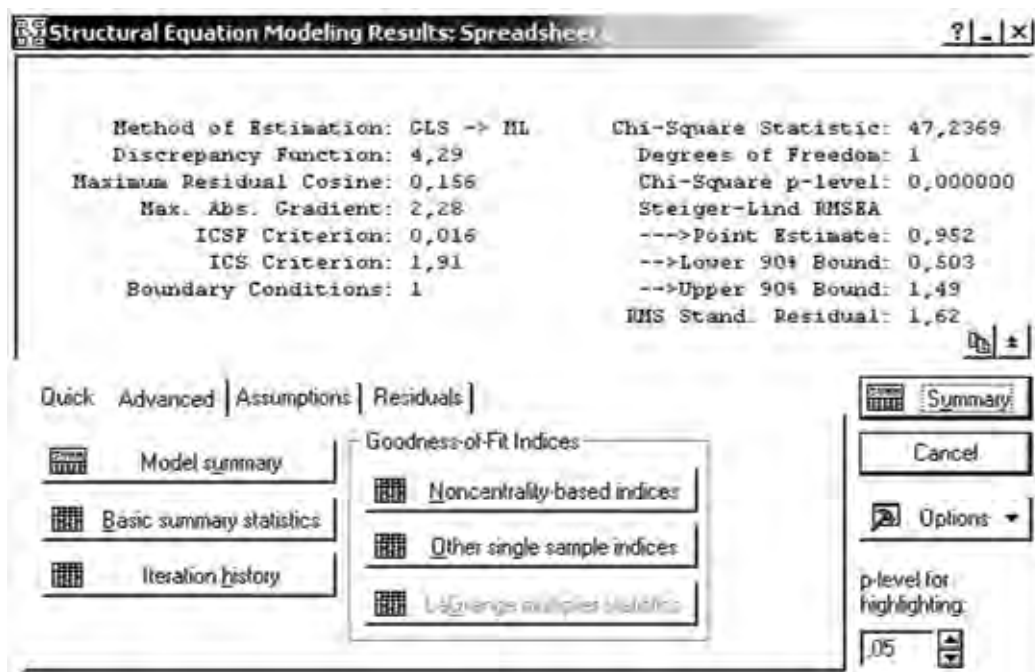 Structural Equation Modeling Results: Spreadsheet
Method of Estimation: GLS -> ML
Discrepancy Function: 4,29
Maximum Residual Cosine: 0,156
Max. Abs. Gradient: 2,28
ICSF Criterion: 0,016
ICS Criterion: 1,91
Boundary Conditions: 1
Chi-Square Statistic: 47,2369
Degrees of Freedom: 1
Chi-Square p-level: 0,000000
Steiger-Lind RMSEA
--->Point Estimate: 0,952
-->Lower 90% Bound: 0,503
-->Upper 90% Bound: 1,49
RMS Stand. Residual: 1,62
Quick Advanced Assumptions Residuals
Model summary
Basic summary statistics
Iteration history
Goodness-of-Fit Indices
Noncentrality-based indices
Other single sample indices
LaGrange multiplier statistics
Summary
Cancel
Options
p-level for
highlighting:
,05